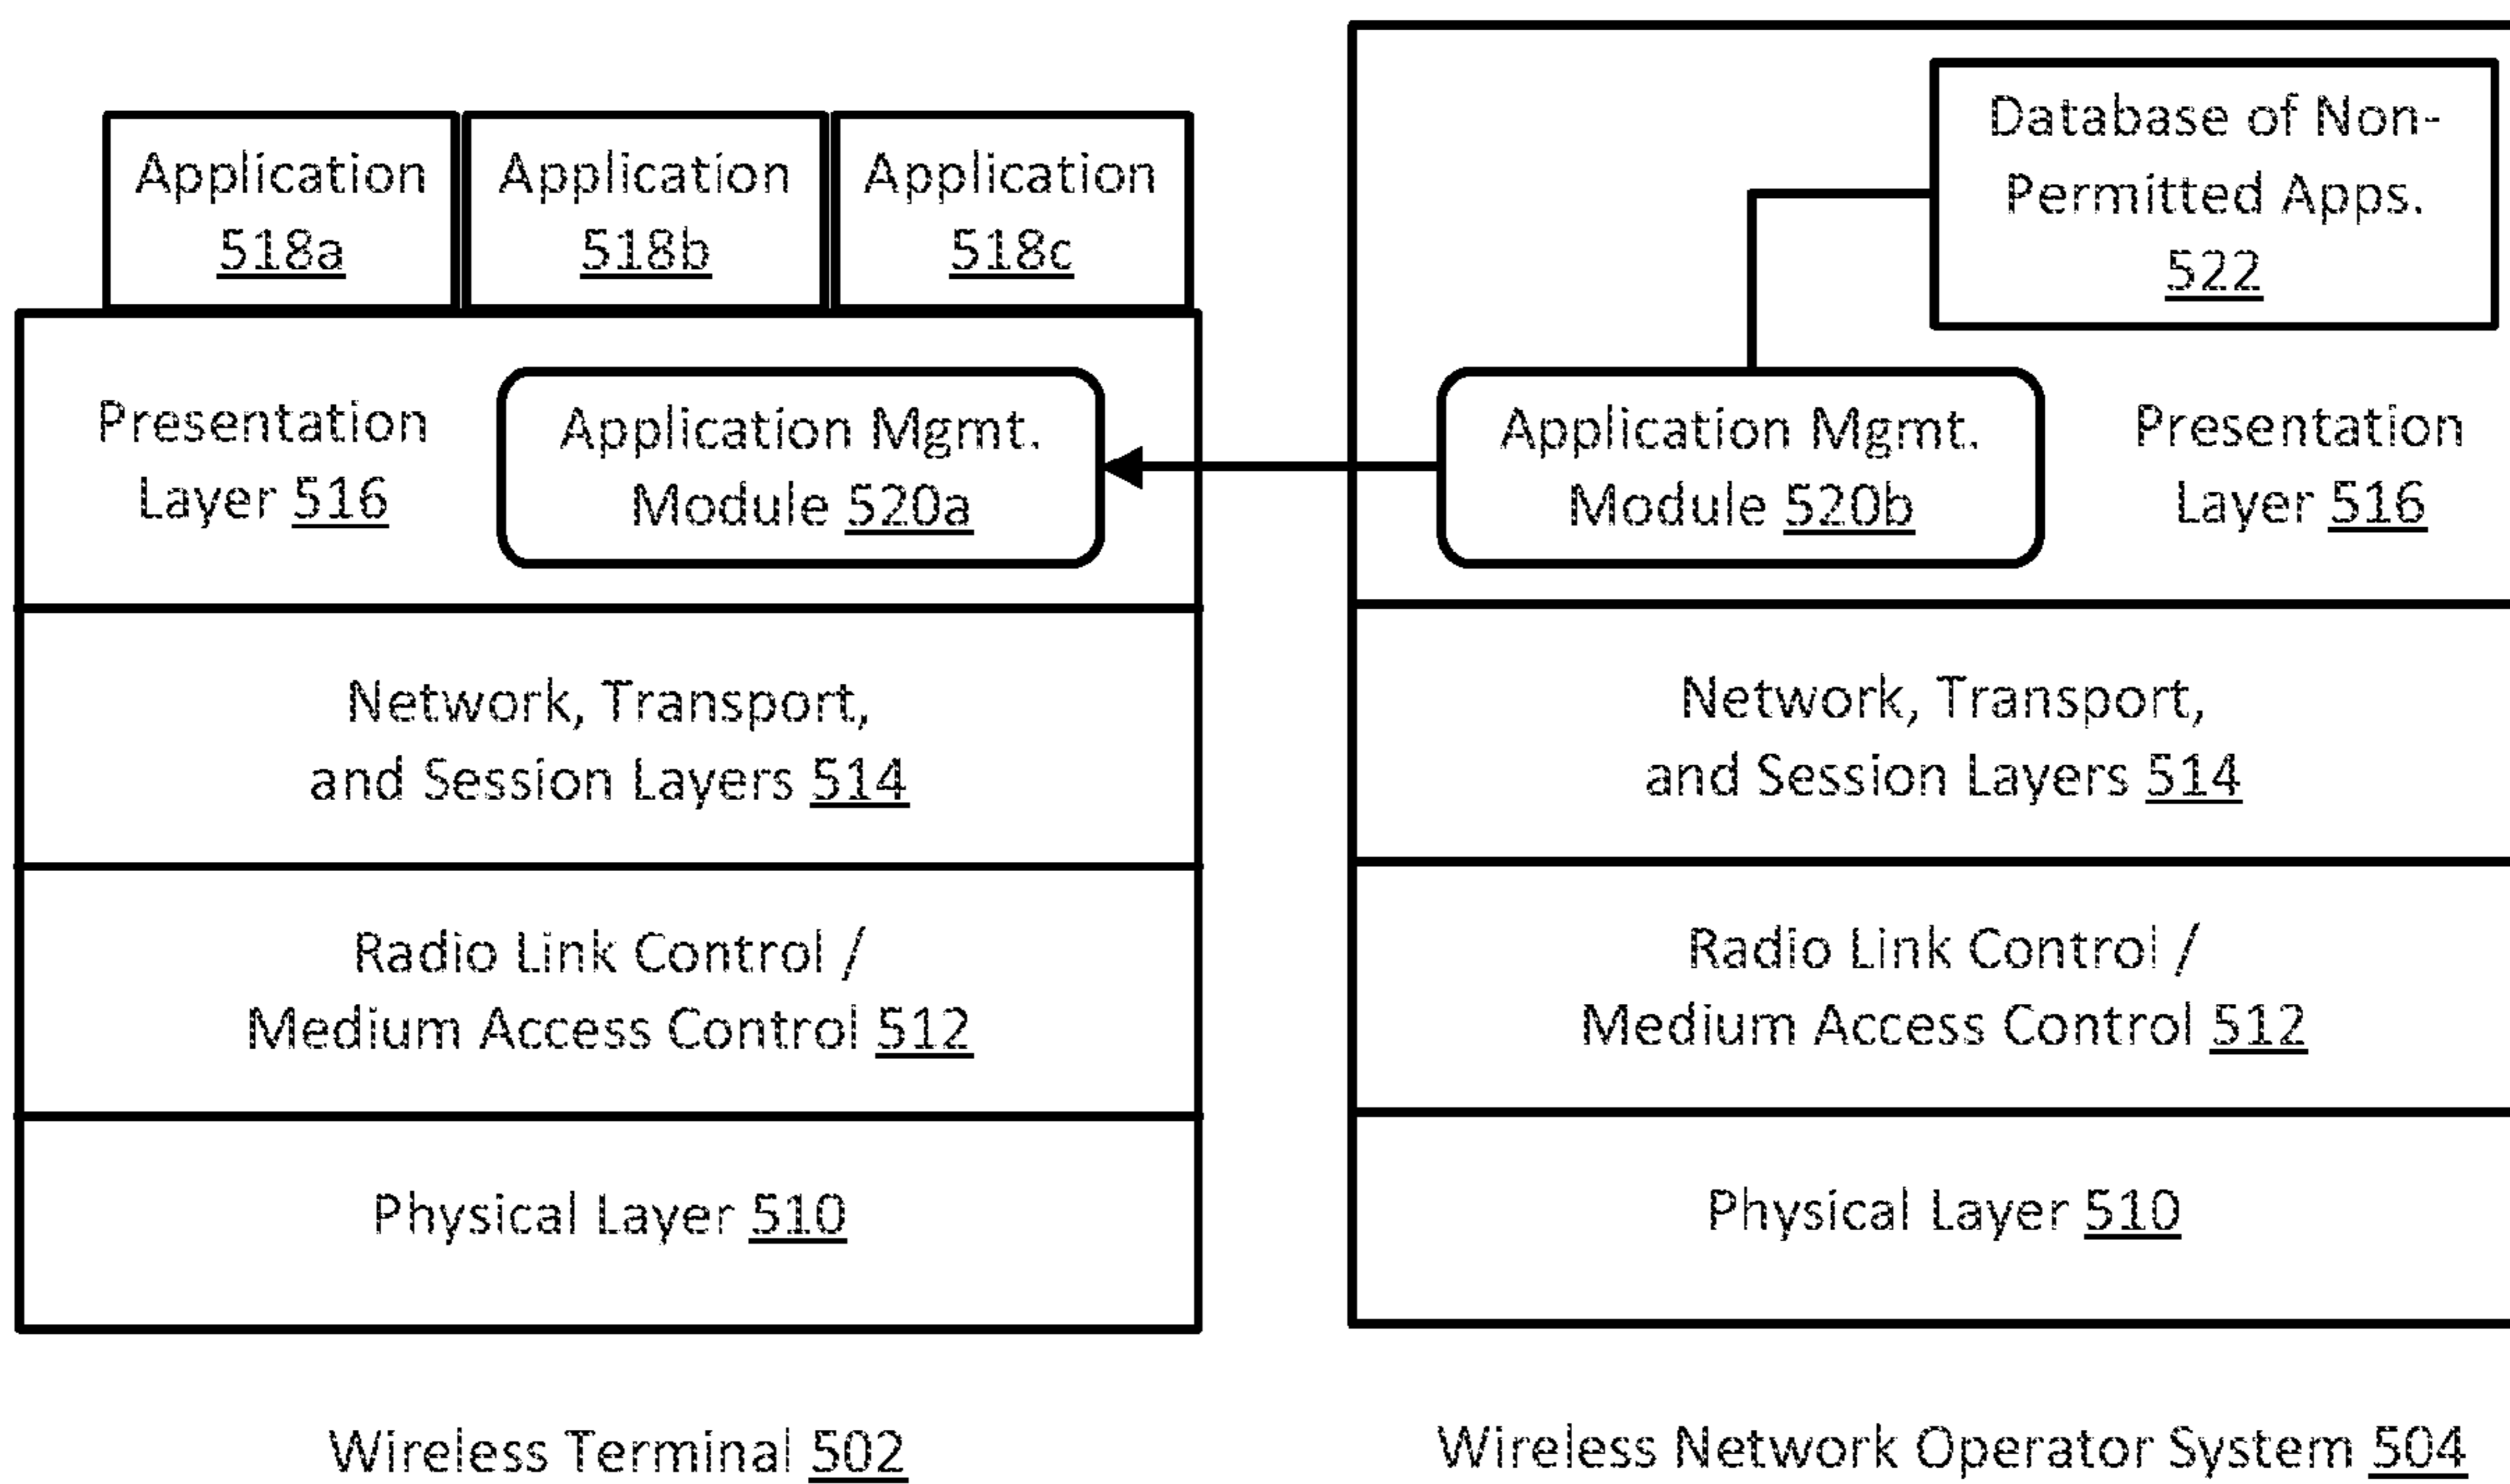 Application
518a
Application
518b
Application
518c
Presentation
Layer 516
Application Mgmt.
Module 520a
Network, Transport,
and Session Layers 514
Radio Link Control /
Medium Access Control 512
Physical Layer 510
Wireless Terminal 502
Database of Non-
Permitted Apps.
522
Application Mgmt.
Module 520b
Presentation
Layer 516
Network, Transport,
and Session Layers 514
Radio Link Control /
Medium Access Control 512
Physical Layer 510
Wireless Network Operator System 504